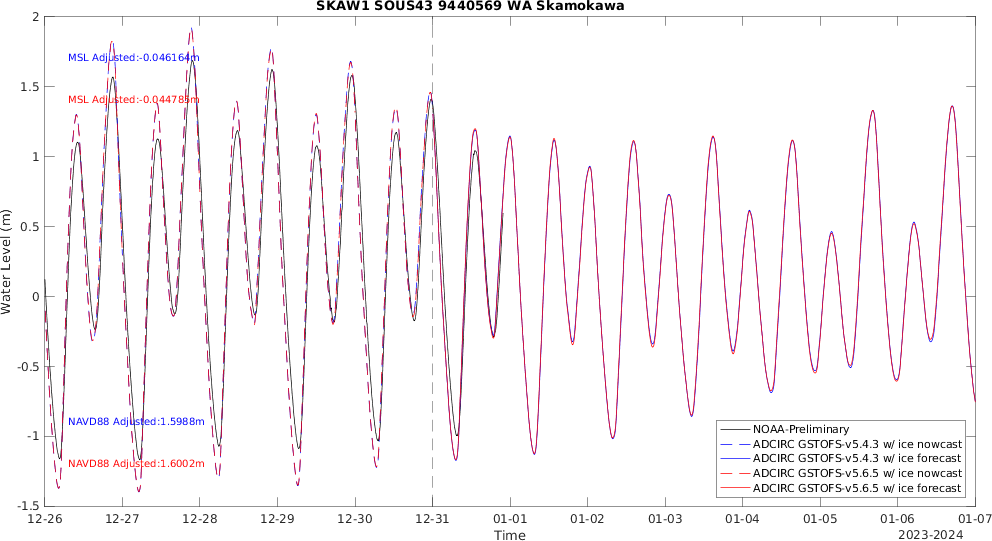 SKAW1 SOUS43 9440569 WA Skamokawa
Water Level (m)
2
1.5
1
0.5
0
-0.5
-1
-1.5
MSL Adjusted:-0.046164m
MSL Adjusted:-0.044785m
NAVD88 Adjusted:1.5988m
NAVD88 Adjusted:1.6002m
NOAA-Preliminary
ADCIRC GSTOFS-v5.4.3 w/ ice nowcast
ADCIRC GSTOFS-v5.4.3 w/ ice forecast
ADCIRC GSTOFS-v5.6.5 w/ ice nowcast
ADCIRC GSTOFS-v5.6.5 w/ ice forecast
12-26 12-27 12-28 12-29 12-30 12-31 01-01 01-02 01-03 01-04 01-05 01-06 01-07
Time
2023-2024